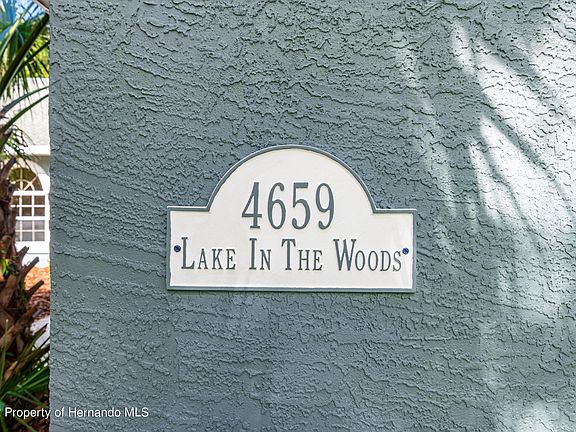 4659
LAKE IN THE WOODS
Property of Hernando MLS